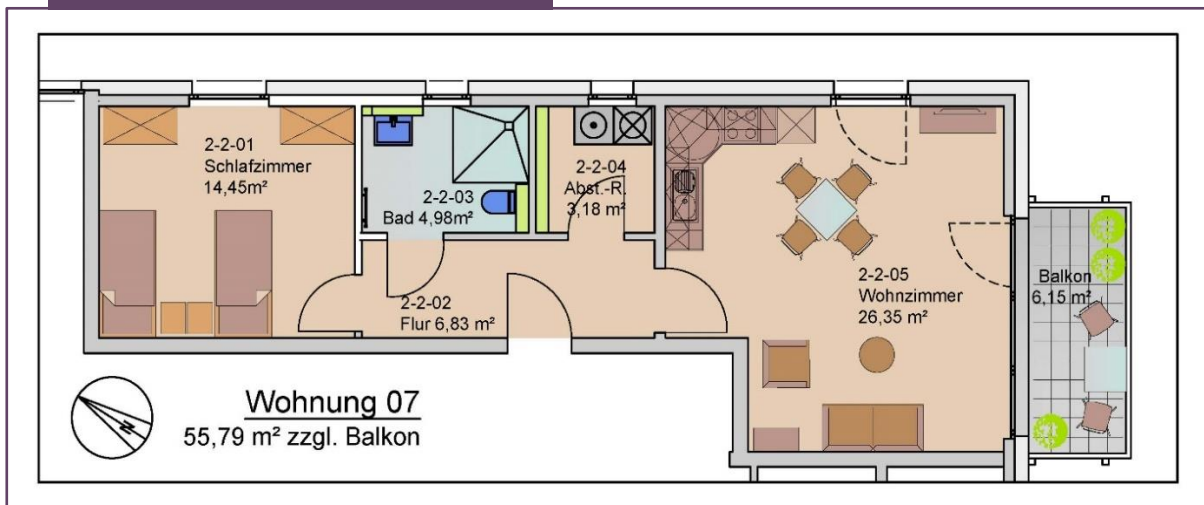 2-2-01
Schlafzimmer
14,45m²
2-2-03
Bad 4,98m²
2-2-04
Abst.-R.
3,18 m²
2-2-02
Flur 6,83 m²
2-2-05
Wohnzimmer
26,35 m²
Balkon
6,15 m²
N
Wohnung 07
55,79 m² zzgl. Balkon